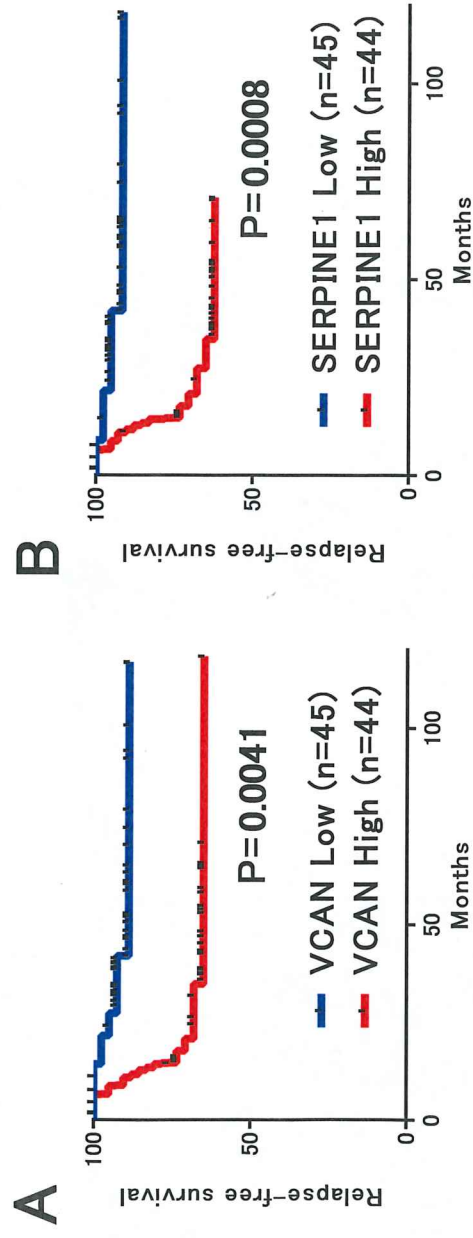 A
Relapse-free survival
100
50
0
P=0.0041
VCAN Low (n=45)
VCAN High (n=44)
0
50
100
Months
B
Relapse-free survival
100
50
0
P=0.0008
SERPINE1 Low (n=45)
SERPINE1 High (n=44)
0
50
100
Months